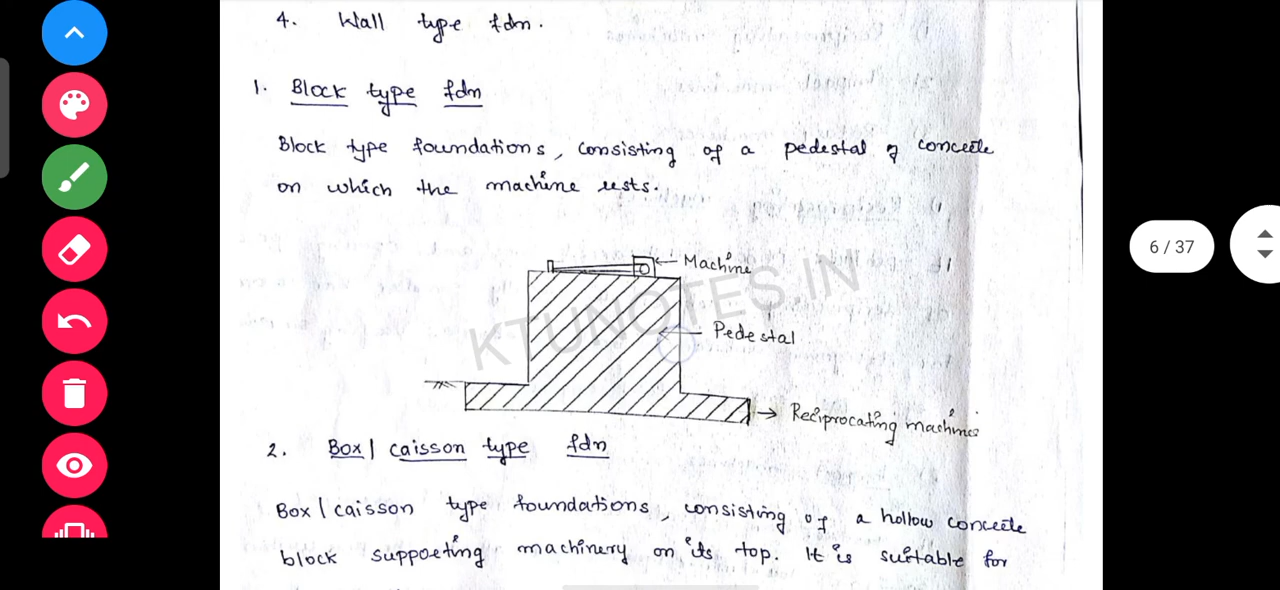 4. Wall type fdn.
1. Block type fdn
Block type foundations, consisting of a pedestal of concrete
on which the machine rests.
Machine
KTUNOTES.IN
Pedestal
6 / 37
Reciprocating machines
2. Box | caisson type fdn
Box | caisson type foundations, consisting of a hollow concrete
block supporting machinery on its top. It is suitable for